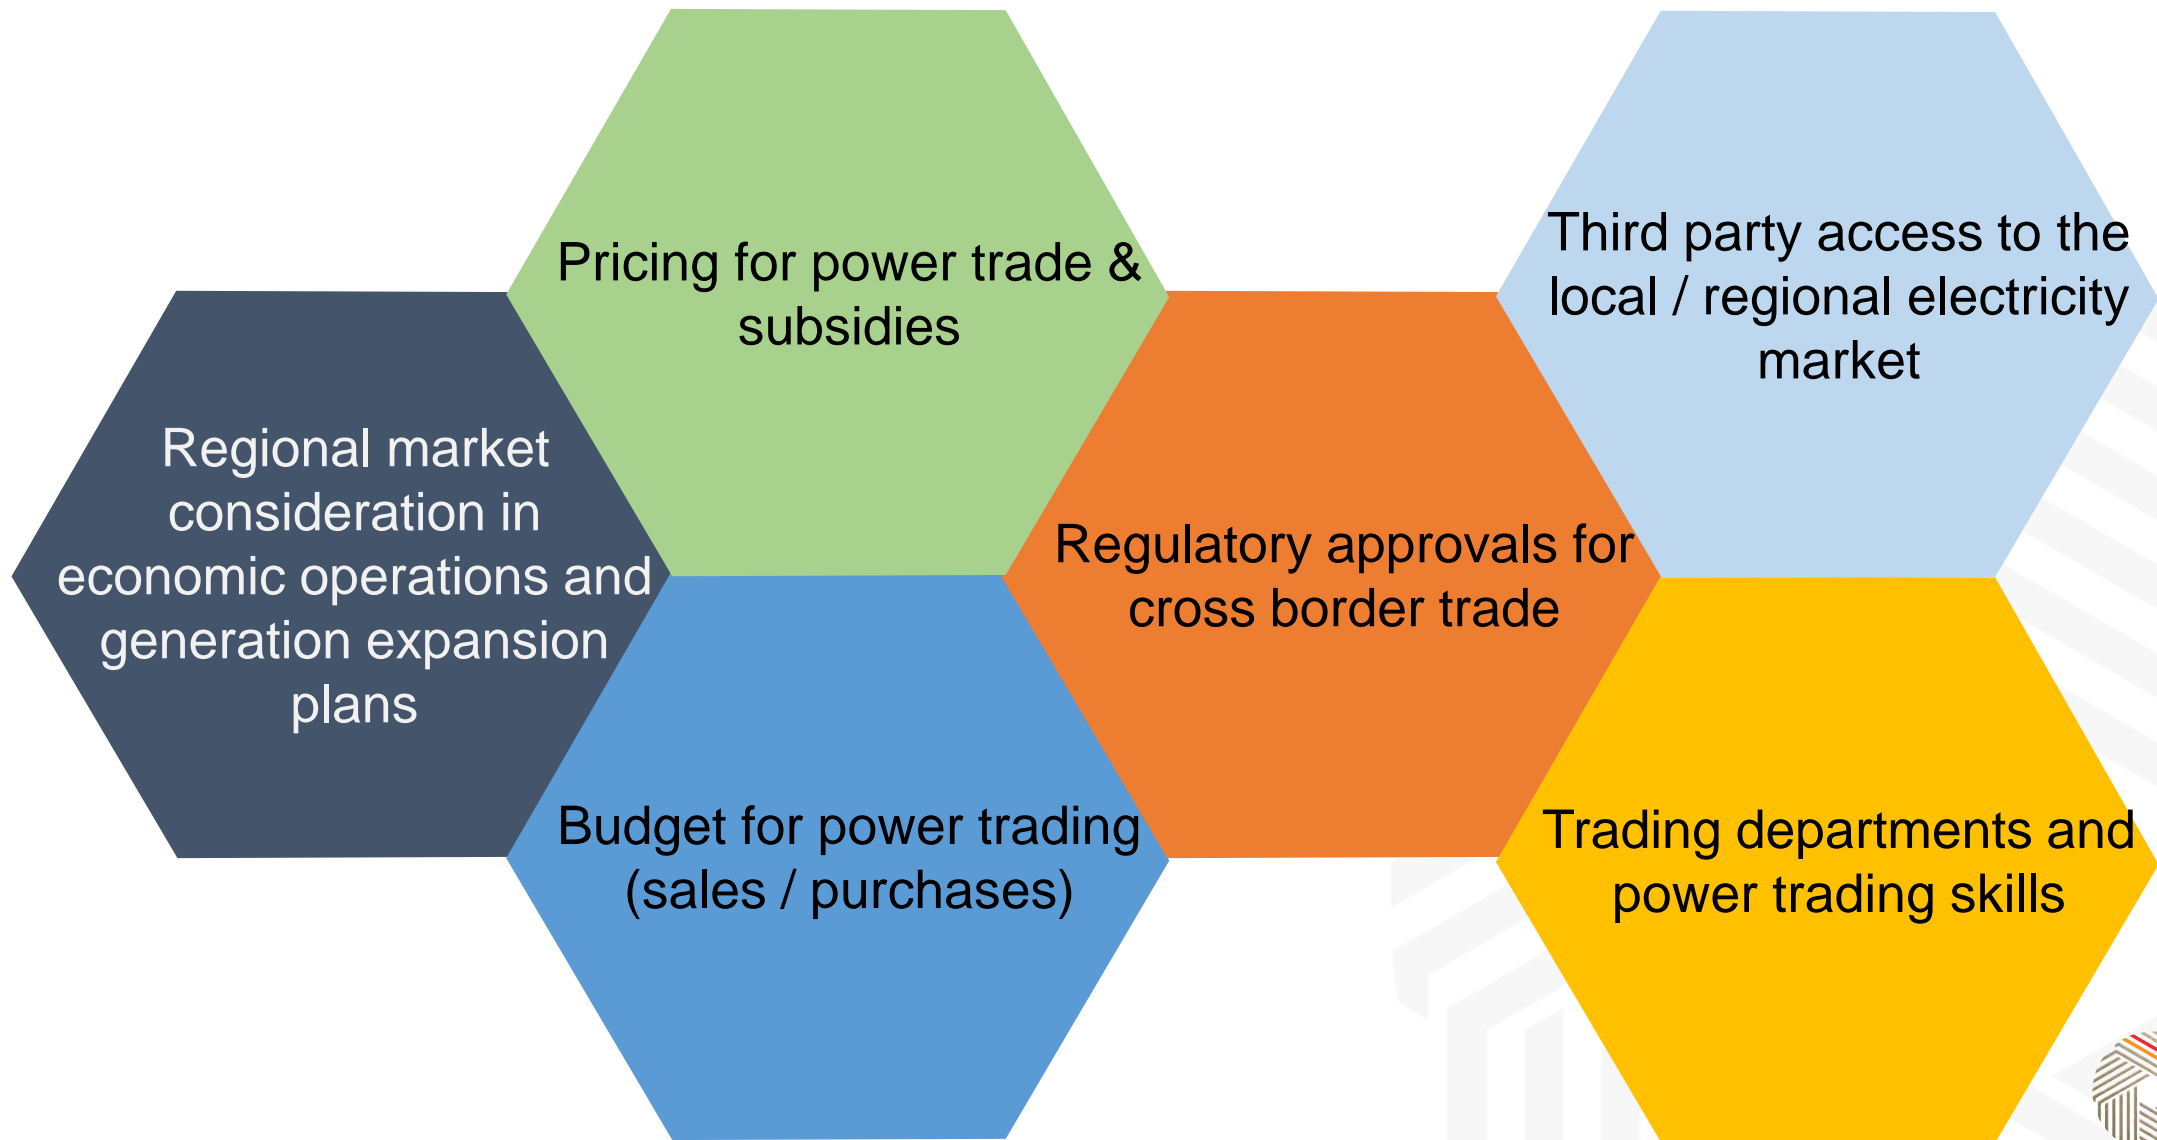 Regional market
consideration in
economic operations and
generation expansion
plans
Pricing for power trade &
subsidies
Budget for power trading
(sales / purchases)
Regulatory approvals for
cross border trade
Third party access to the
local / regional electricity
market
Trading departments and
power trading skills